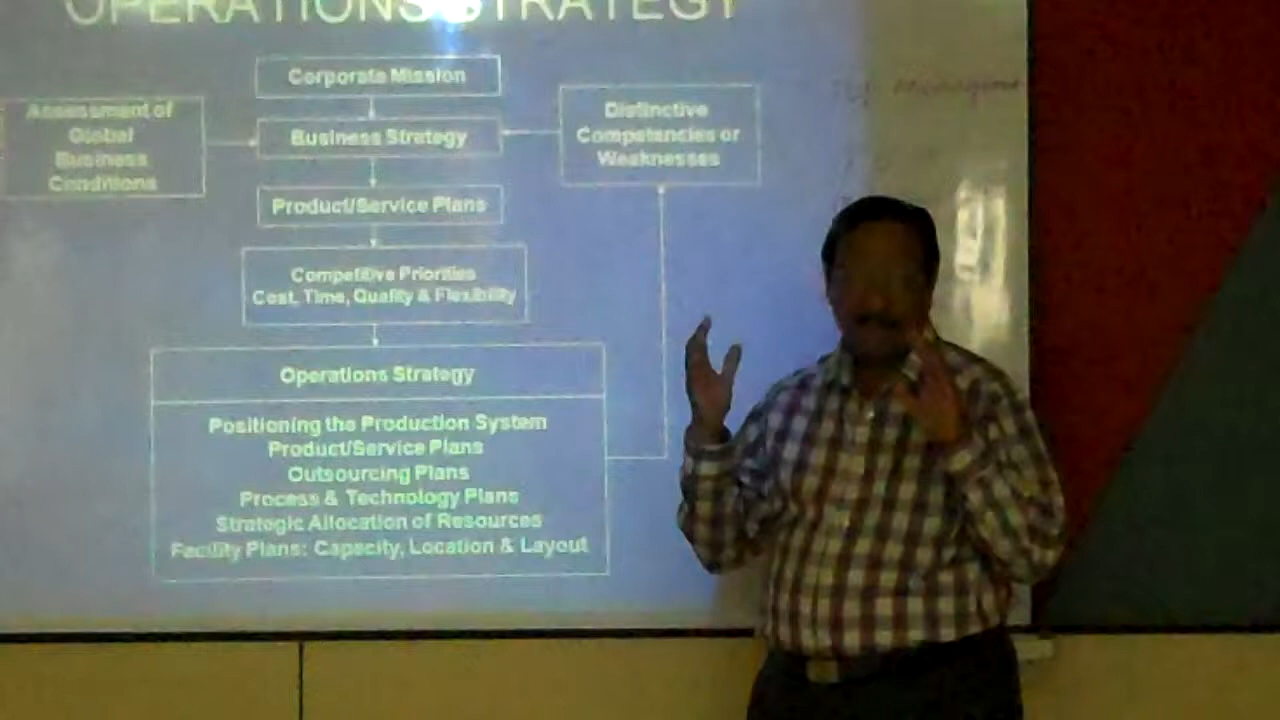 OPERATIONS STRATEGY
Corporate Mission
Assessment of
Global
Business
Conditions
Business Strategy
Distinctive
Competencies or
Weaknesses
Product/Service Plans
Competitive Priorities
Cost, Time, Quality & Flexibility
Operations Strategy
Positioning the Production System
Product/Service Plans
Outsourcing Plans
Process & Technology Plans
Strategic Allocation of Resources
Facility Plans: Capacity, Location & Layout